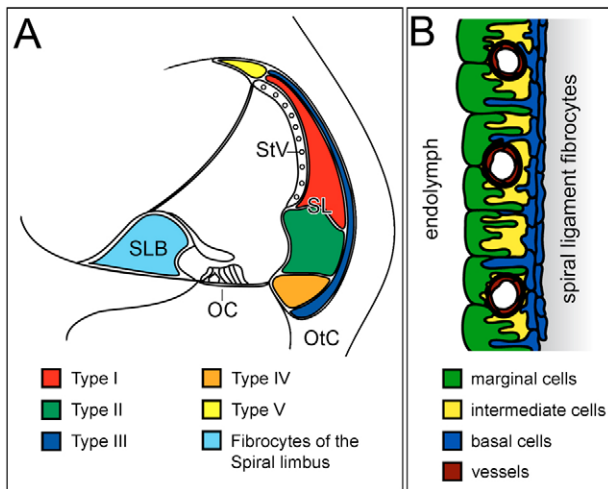 A
StV
SL
SLB
OC
OtC
Type I
Type II
Type III
Type IV
Type V
Fibrocytes of the
Spiral limbus
B
endolymph
spiral ligament fibrocytes
marginal cells
intermediate cells
basal cells
vessels